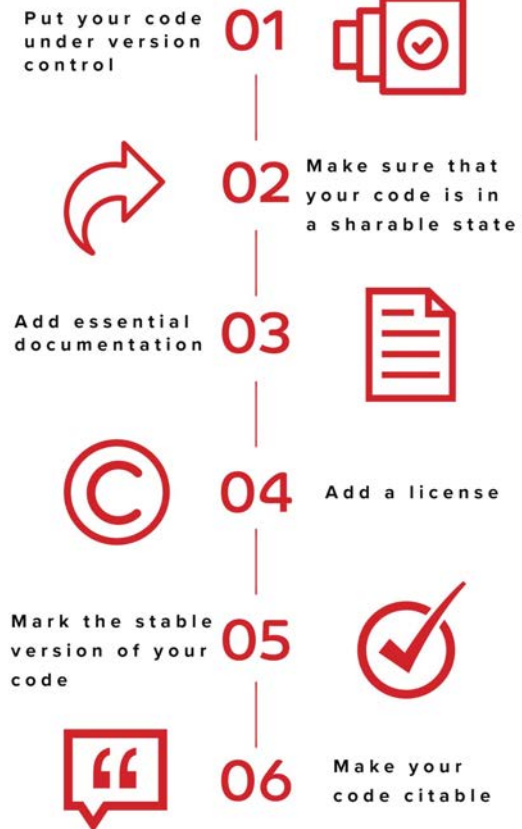 Put your code
under version
control
01
02
Make sure that
your code is in
a sharable state
Add essential
documentation
03
©
04
Add a license
Mark the stable
version of your
code
05
“
06
Make your
code citable